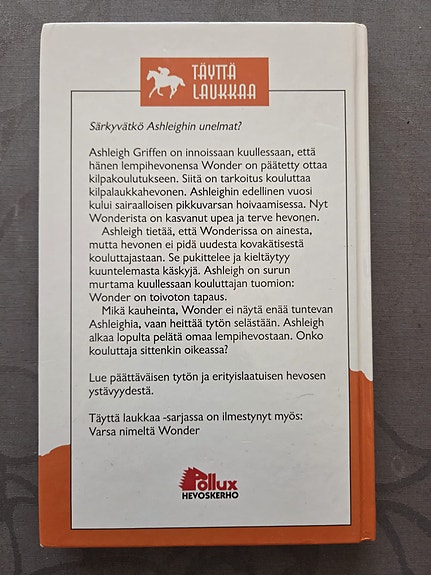 TÄYTTÄ
LAUKKAA
Särkyvätkö Ashleighin unelmat?
Ashleigh Griffen on innoissaan kuullessaan, että
hänen lempihevonensa Wonder on päätetty ottaa
kilpakoulutukseen. Siitä on tarkoitus kouluttaa
kilpalaukkahevonen. Ashleighin edellinen vuosi
kului sairaalloisen pikkuvarsan hoivaamisessa. Nyt
Wonderista on kasvanut upea ja terve hevonen.
Ashleigh tietää, että Wonderissa on ainesta,
mutta hevonen ei pidä uudesta kovakätisestä
kouluttajastaan. Se pukittelee ja kieltäytyy
kuuntelemasta käskyjä. Ashleigh on surun
murtama kuullessaan kouluttajan tuomion:
Wonder on toivoton tapaus.
Mikä kauheinta, Wonder ei näytä enää tuntevan
Ashleighia, vaan heittää tytön selästään. Ashleigh
alkaa lopulta pelätä omaa lempihevostaan. Onko
kouluttaja sittenkin oikeassa?
Lue päättäväisen tytön ja erityislaatuisen hevosen
ystävyydestä.
Täyttä laukkaa -sarjassa on ilmestynyt myös:
Varsa nimeltä Wonder
Pollux
HEVOSKERHO